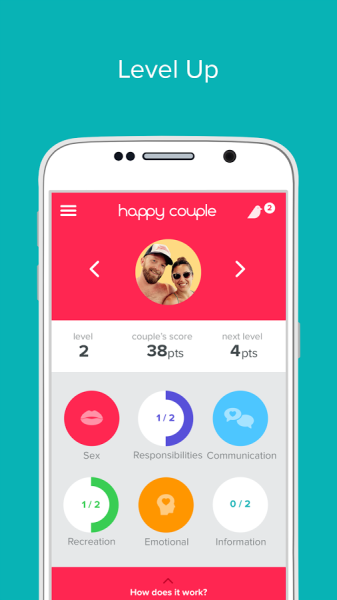 Level Up
happy couple
2
level
couple's score
next level
2
38pts
4pts
1 / 2
Sex
Responsibilities
Communication
1 / 2
0 / 2
Recreation
Emotional
Information
How does it work?